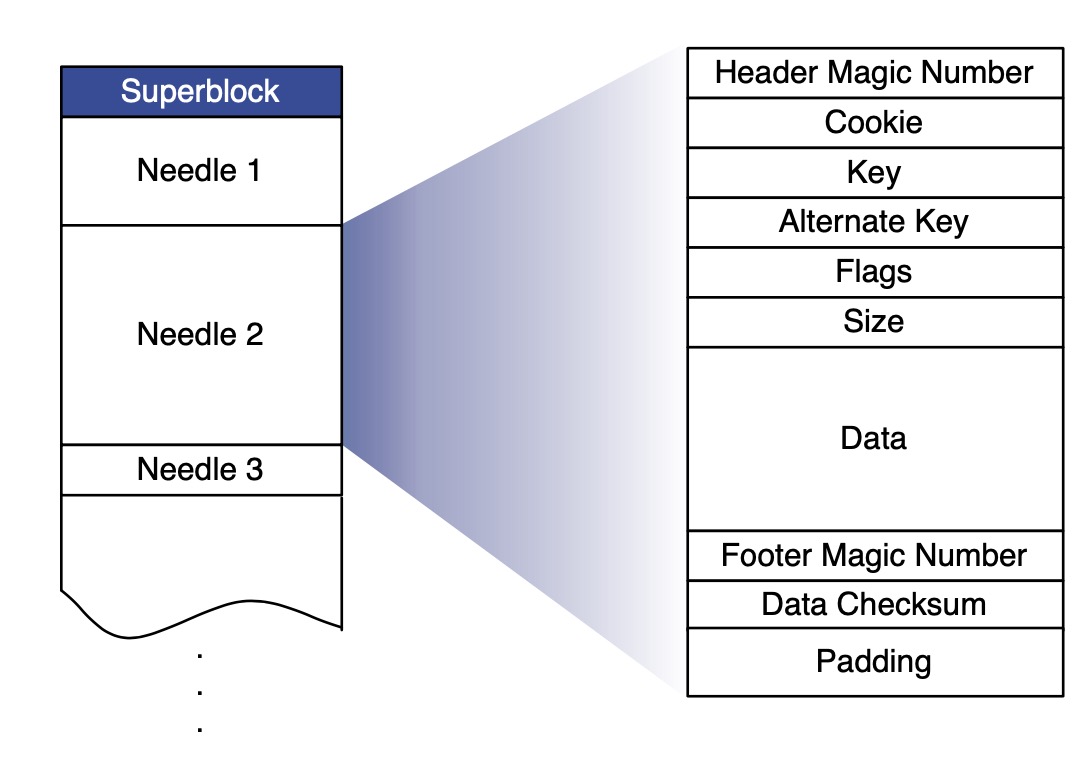 Superblock
Needle 1
Needle 2
Needle 3
.
.
.
Header Magic Number
Cookie
Key
Alternate Key
Flags
Size
Data
Footer Magic Number
Data Checksum
Padding